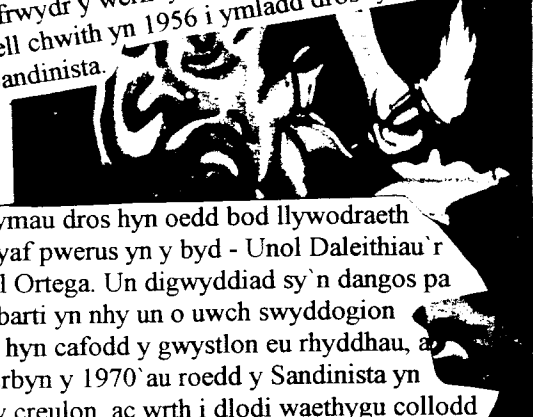 frwydr y
ell chwith yn 1956 i ymladd dros
andinista.
ymau dros hyn oedd bod llywodraeth
yaf pwerus yn y byd - Unol Daleithiau`r
l Ortega. Un digwyddiad sy`n dangos pa
barti yn nhy un o uwch swyddogion
hyn cafodd y gwystlon eu rhyddhau, a
rbyn y 1970`au roedd y Sandinista yn
y creulon, ac wrth i dlodi waethygu collodd